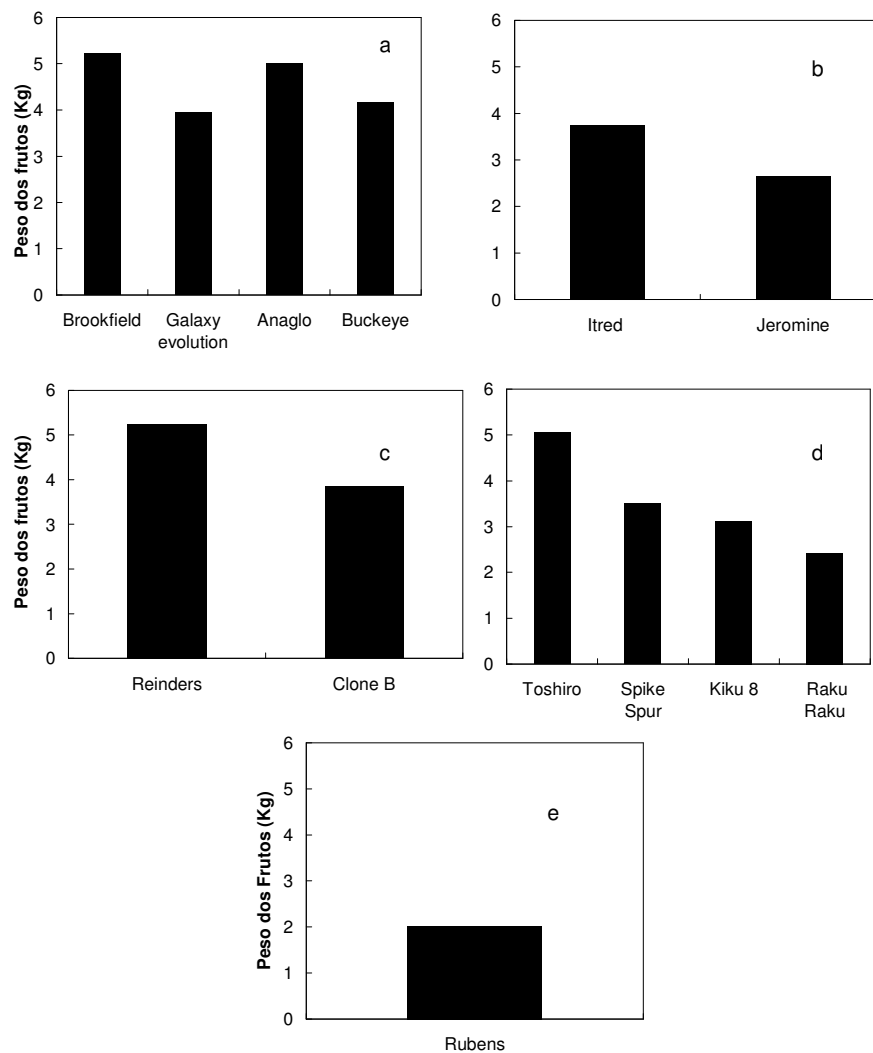 Peso dos frutos (Kg)
6
5
4
3
2
1
0
a
Brookfield Galaxy Anaglo Buckeye
evolution
6
5
4
3
2
1
0
b
Itred Jeromine
Peso dos frutos (Kg)
6
5
4
3
2
1
0
c
Reinders Clone B
6
5
4
3
2
1
0
d
Toshiro Spike Kiku 8 Raku
Spur Raku
Peso dos Frutos (Kg)
6
5
4
3
2
1
0
e
Rubens